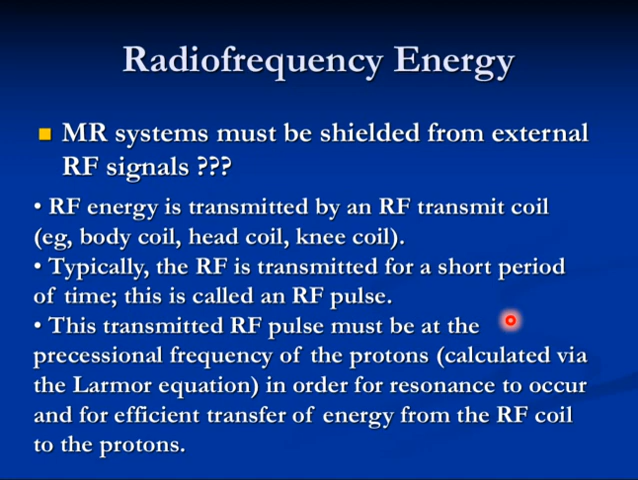 Radiofrequency Energy
MR systems must be shielded from external
RF signals ???
• RF energy is transmitted by an RF transmit coil
(eg, body coil, head coil, knee coil).
• Typically, the RF is transmitted for a short period
of time; this is called an RF pulse.
• This transmitted RF pulse must be at the
precessional frequency of the protons (calculated via
the Larmor equation) in order for resonance to occur
and for efficient transfer of energy from the RF coil
to the protons.